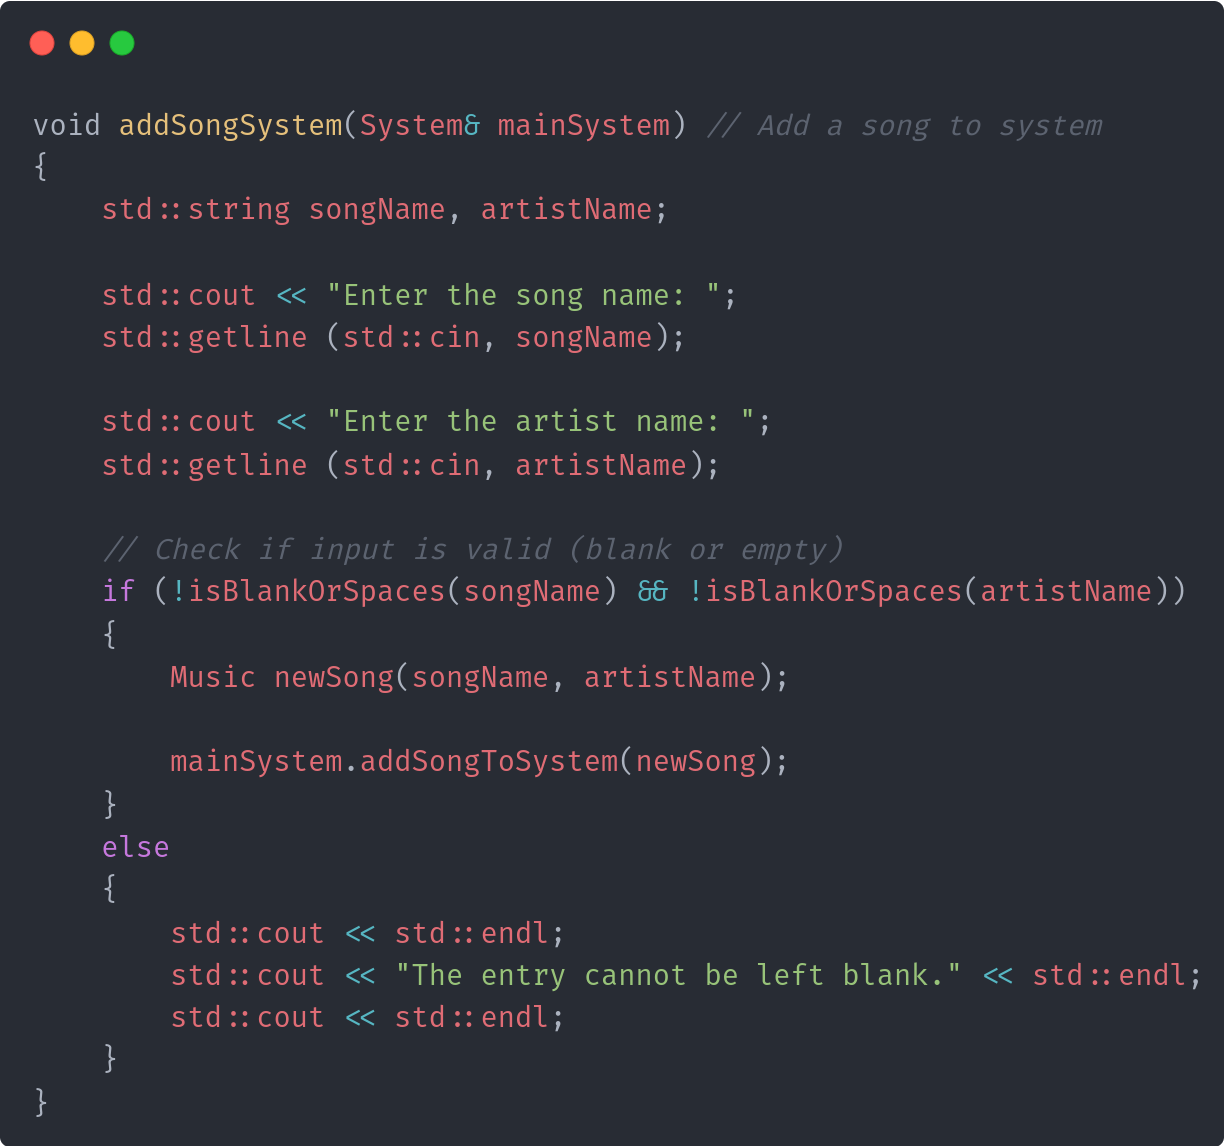 void addSongSystem(System& mainSystem) // Add a song to system
{
    std::string songName, artistName;

    std::cout << "Enter the song name: ";
    std::getline (std::cin, songName);

    std::cout << "Enter the artist name: ";
    std::getline (std::cin, artistName);

    // Check if input is valid (blank or empty)
    if (!isBlankOrSpaces(songName) && !isBlankOrSpaces(artistName))
    {
        Music newSong(songName, artistName);

        mainSystem.addSongToSystem(newSong);
    }
    else
    {
        std::cout << std::endl;
        std::cout << "The entry cannot be left blank." << std::endl;
        std::cout << std::endl;
    }
}